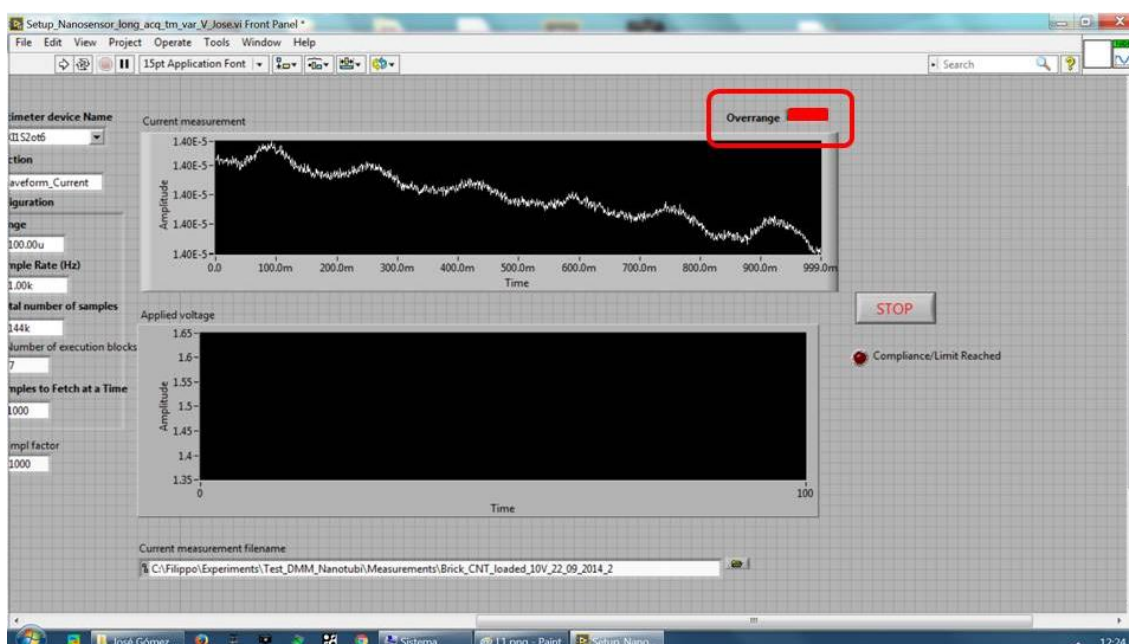 Setup_Nanosensor_long_acq_tm_var_V_Jose.vi Front Panel *
File Edit View Project Operate Tools Window Help
15pt Application Font
Search
timeter device Name
Current measurement
Overrange
ction
aveform_Current
iguration
nge
100.00u
mple Rate (Hz)
1.00k
tal number of samples
144k
Number of execution blocks
7
mples to Fetch at a Time
1000
mpl factor
1000
Amplitude
1.40E-5
1.40E-5
1.40E-5
1.40E-5
1.40E-5
0.0 100.0m 200.0m 300.0m 400.0m 500.0m 600.0m 700.0m 800.0m 900.0m 999.0m
Time
STOP
Compliance/Limit Reached
Applied voltage
Amplitude
1.65
1.6
1.55
1.5
1.45
1.4
1.35
0 100
Time
Current measurement filename
C:\Filippo\Experiments\Test_DMM_Nanotubi\Measurements\Brick_CNT_loaded_10V_22_09_2014_2
José Gómez Sistema 11.png - Paint Setup_Nano... 12:24